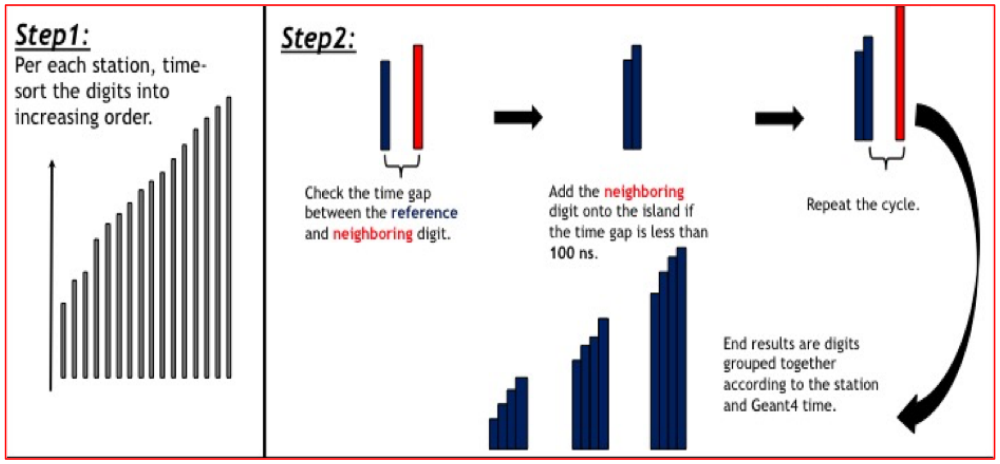 Step1:
Per each station, time-
sort the digits into
increasing order.
Step2:
Check the time gap
between the reference
and neighboring digit.
Add the neighboring
digit onto the island if
the time gap is less than
100 ns.
Repeat the cycle.
End results are digits
grouped together
according to the station
and Geant4 time.